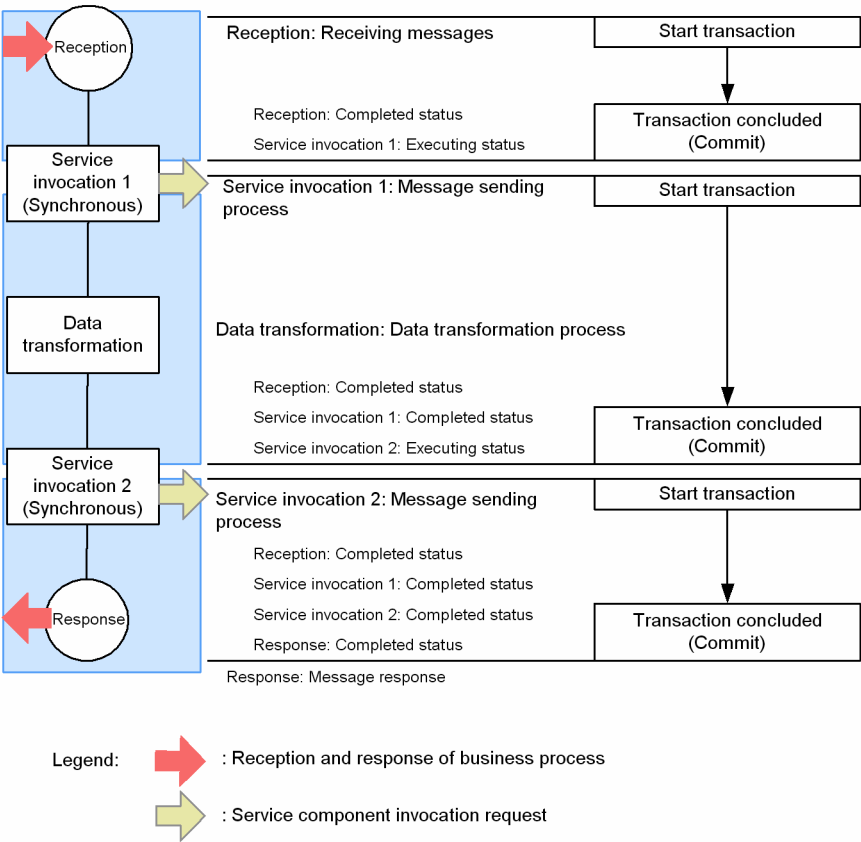 Reception
Reception: Receiving messages
Start transaction
Reception: Completed status
Service invocation 1: Executing status
Transaction concluded
(Commit)
Service
invocation 1
(Synchronous)
Service invocation 1: Message sending
process
Start transaction
Data
transformation
Data transformation: Data transformation process
Reception: Completed status
Service invocation 1: Completed status
Service invocation 2: Executing status
Transaction concluded
(Commit)
Service
invocation 2
(Synchronous)
Service invocation 2: Message sending
process
Start transaction
Reception: Completed status
Service invocation 1: Completed status
Service invocation 2: Completed status
Response: Completed status
Transaction concluded
(Commit)
Response
Response: Message response
Legend:
: Reception and response of business process
: Service component invocation request